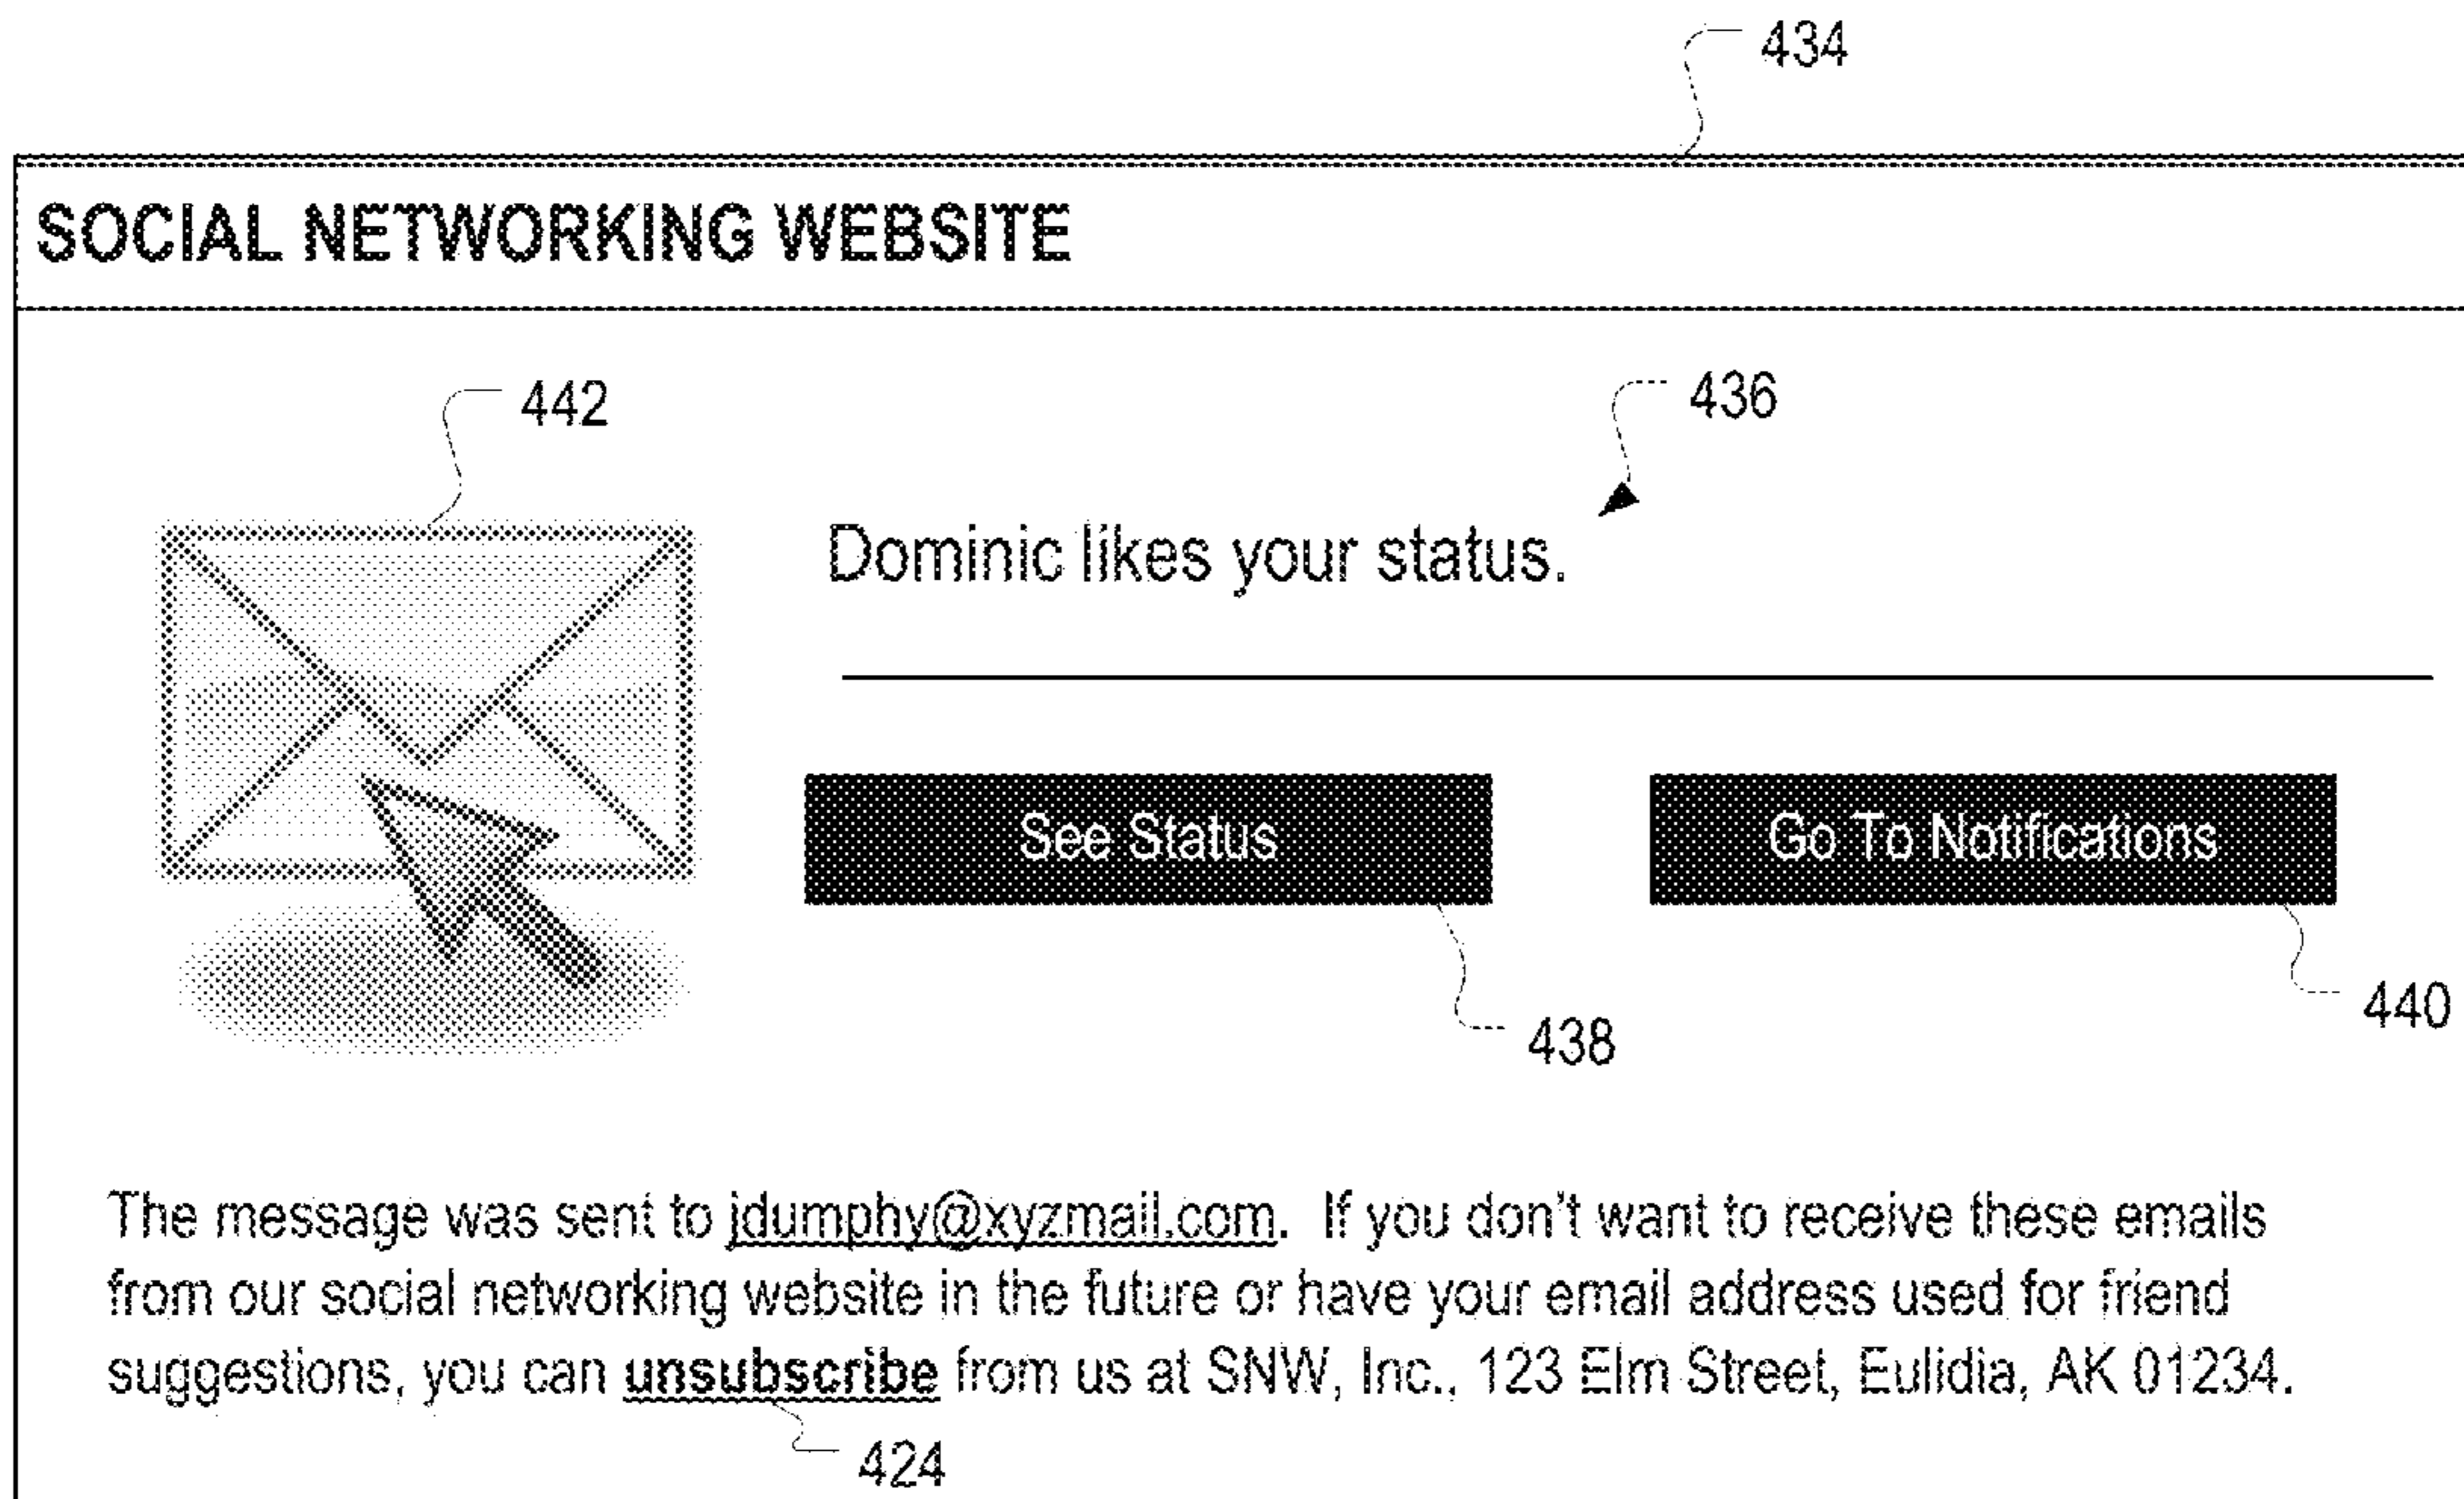 434
SOCIAL NETWORKING WEBSITE
442
436
Dominic likes your status.
See Status
Go To Notifications
438
440
The message was sent to jdumphy@xyzmail.com. If you don't want to receive these emails
from our social networking website in the future or have your email address used for friend
suggestions, you can unsubscribe from us at SNW, Inc., 123 Elm Street, Eulidia, AK 01234.
424